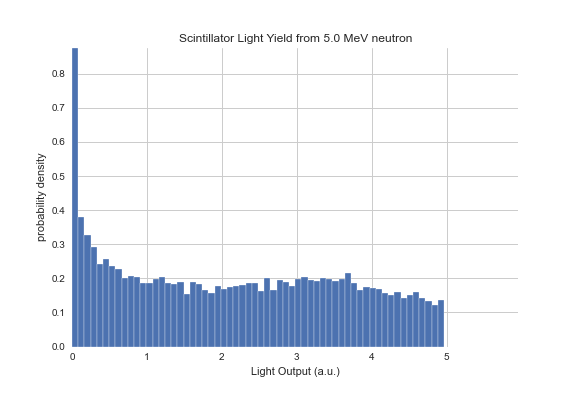 Scintillator Light Yield from 5.0 MeV neutron
0.8
0.7
0.6
0.5
0.4
0.3
0.2
0.1
0.0
probability density
0 1 2 3 4 5
Light Output (a.u.)